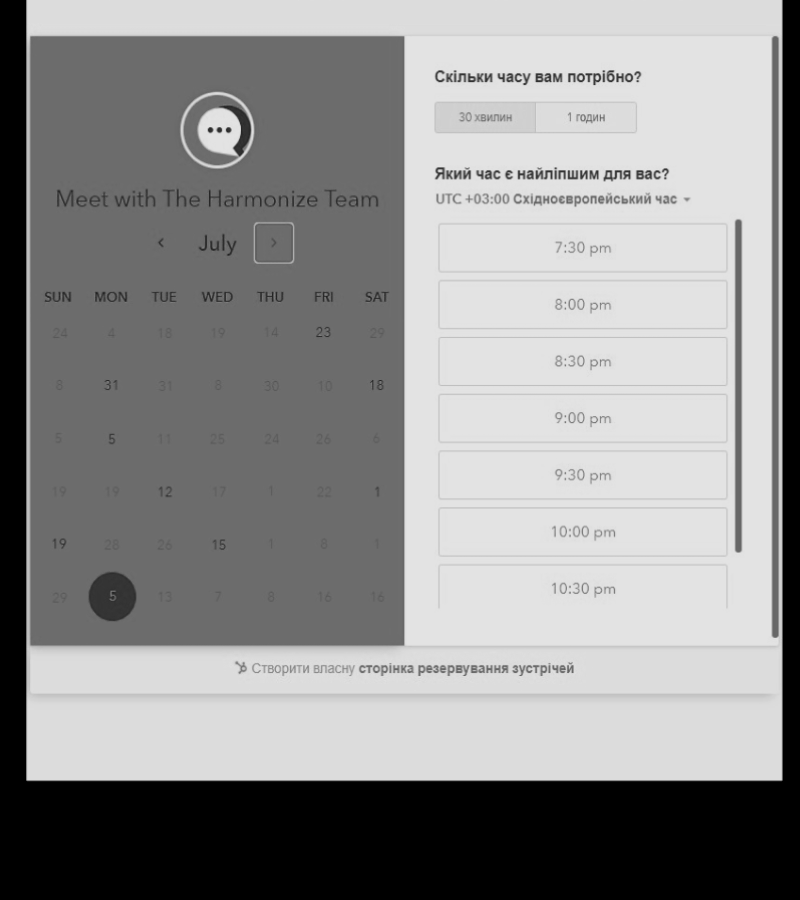 Meet with The Harmonize Team
July
SUN MON TUE WED THU FRI SAT
24 4 18 19 14 23 29
8 31 31 8 30 10 18
5 5 11 25 24 26 6
19 19 12 17 1 22 1
19 28 26 15 1 8 1
29 5 13 7 8 16 16
Скільки часу вам потрібно?
30 хвилин 1 годин
Який час є найліпшим для вас?
UTC +03:00 Східноєвропейський час
7:30 pm
8:00 pm
8:30 pm
9:00 pm
9:30 pm
10:00 pm
10:30 pm
Створити власну сторінка резервування зустрічей